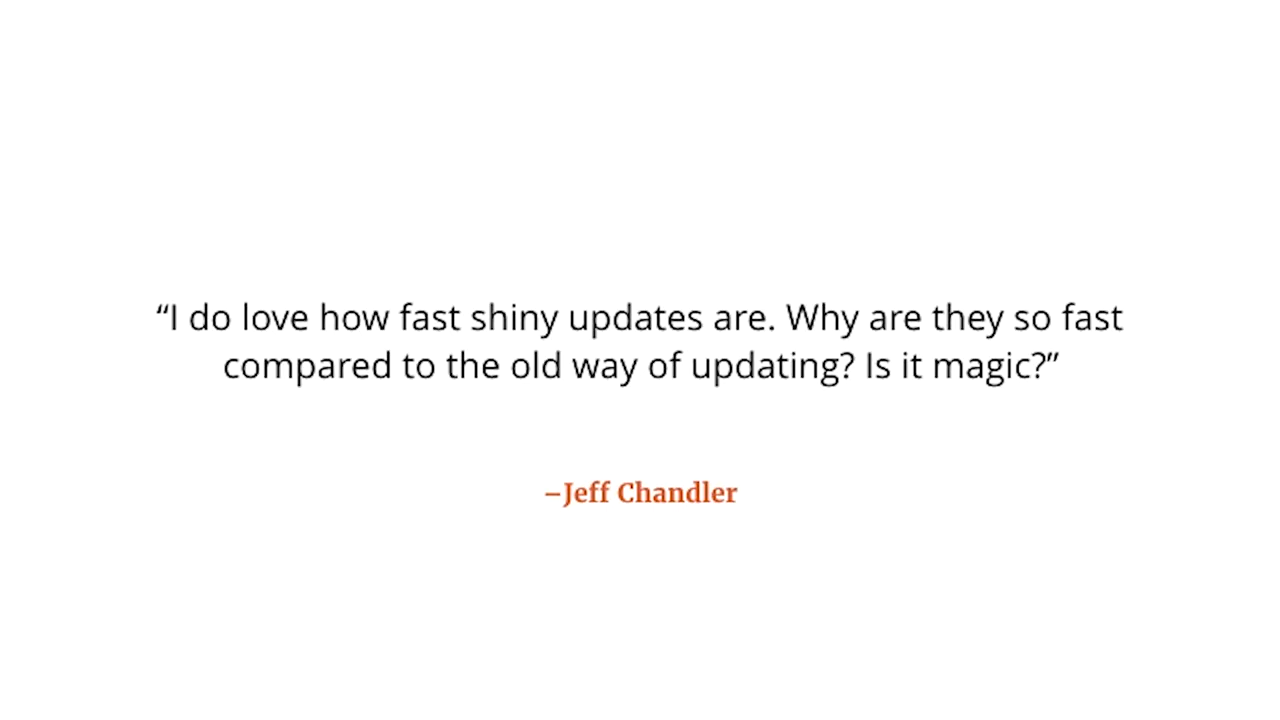 “I do love how fast shiny updates are. Why are they so fast
compared to the old way of updating? Is it magic?”
–Jeff Chandler